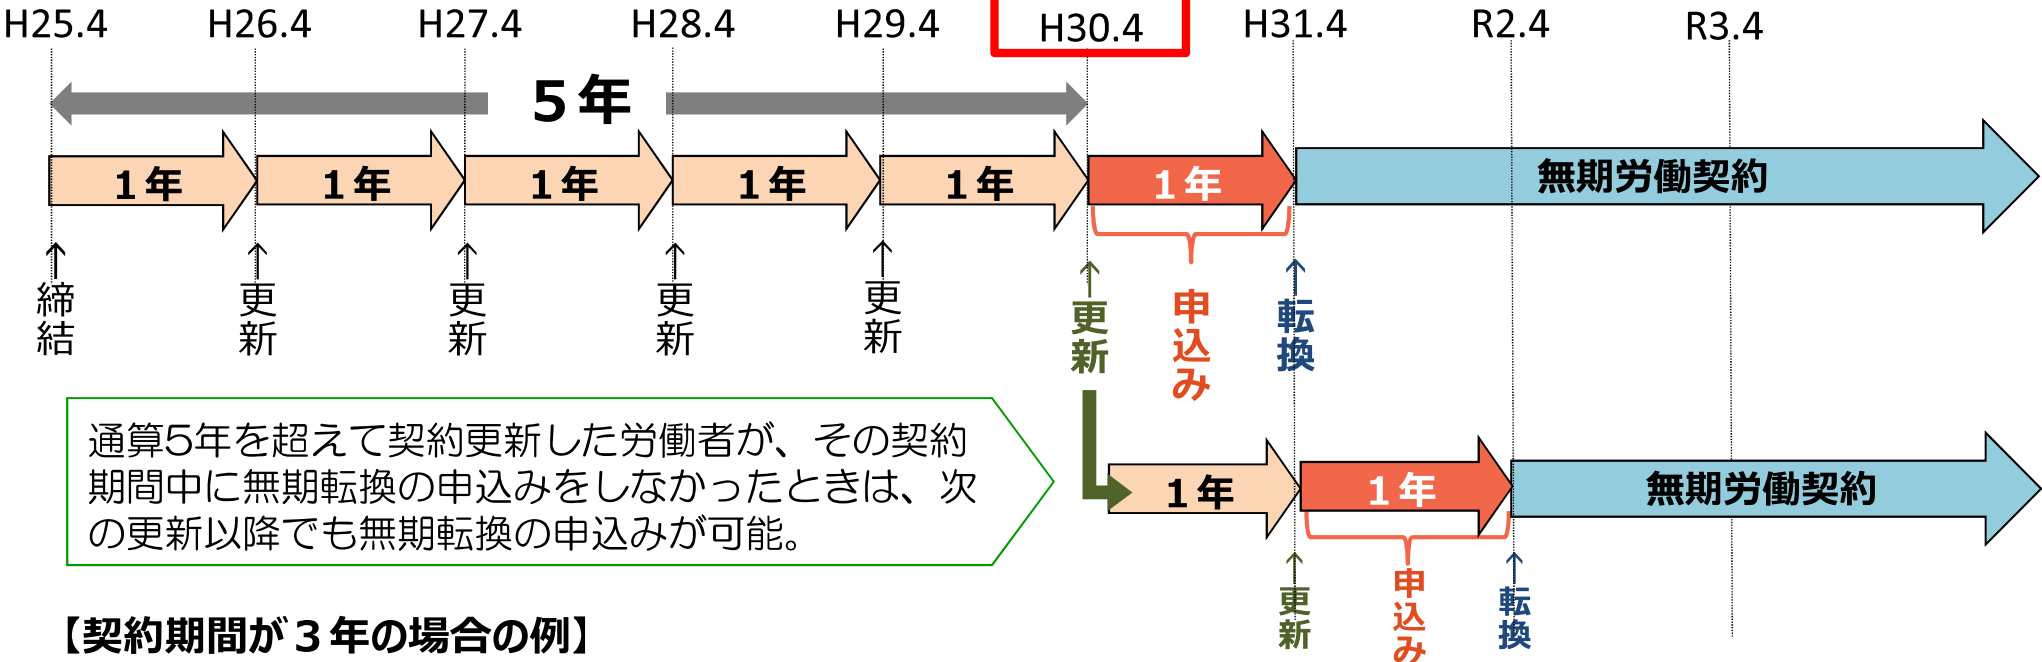 H25.4
H26.4
H27.4
H28.4
H29.4
H30.4
H31.4
R2.4
R3.4
5年
1年
1年
1年
1年
1年
1年
無期労働契約
↑締結
↑更新
↑更新
↑更新
↑更新
↑更新
申込み
↑転換
通算5年を超えて契約更新した労働者が、その契約
期間中に無期転換の申込みをしなかったときは、次
の更新以降でも無期転換の申込みが可能。
1年
1年
無期労働契約
↑更新
申込み
↑転換
【契約期間が3年の場合の例】